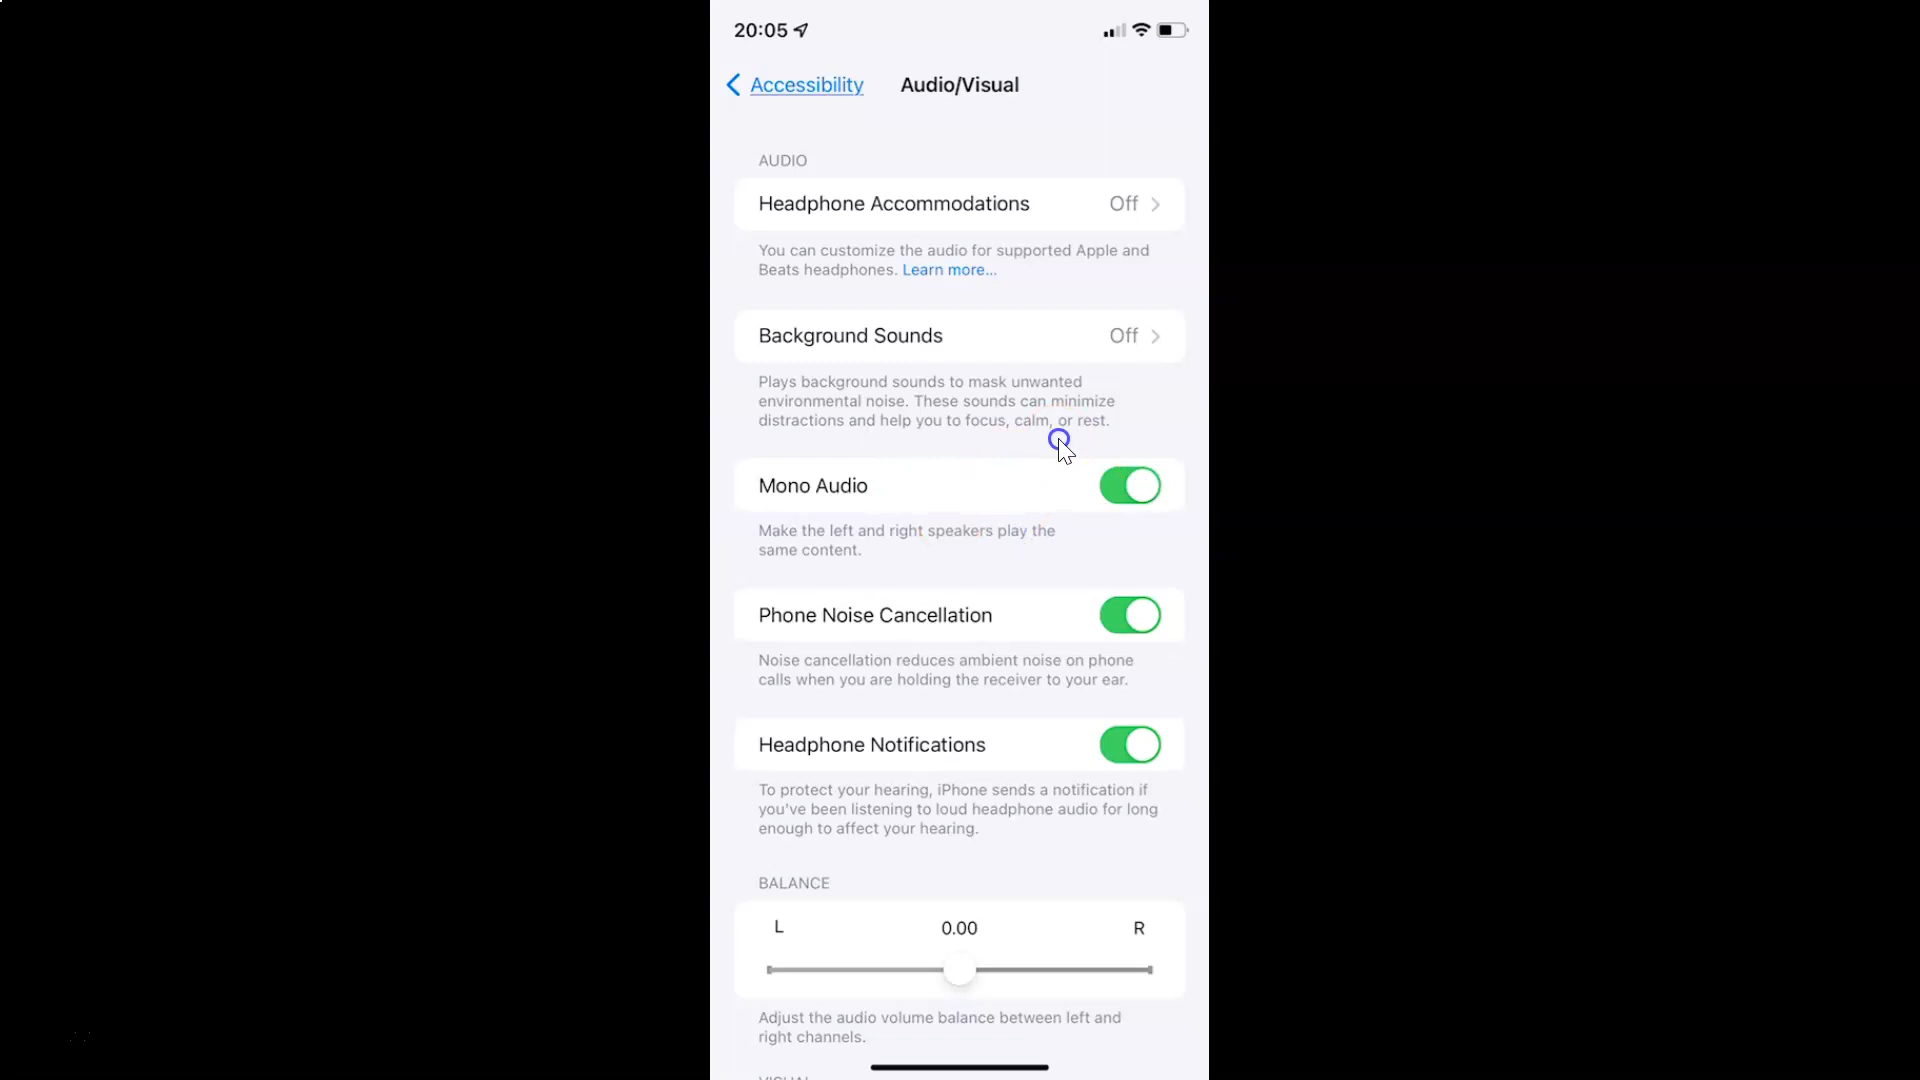 20:05
Accessibility
Audio/Visual
AUDIO
Headphone Accommodations Off
You can customize the audio for supported Apple and
Beats headphones. Learn more...
Background Sounds Off
Plays background sounds to mask unwanted
environmental noise. These sounds can minimize
distractions and help you to focus, calm, or rest.
Mono Audio
Make the left and right speakers play the
same content.
Phone Noise Cancellation
Noise cancellation reduces ambient noise on phone
calls when you are holding the receiver to your ear.
Headphone Notifications
To protect your hearing, iPhone sends a notification if
you've been listening to loud headphone audio for long
enough to affect your hearing.
BALANCE
L 0.00 R
Adjust the audio volume balance between left and
right channels.
VISUAL